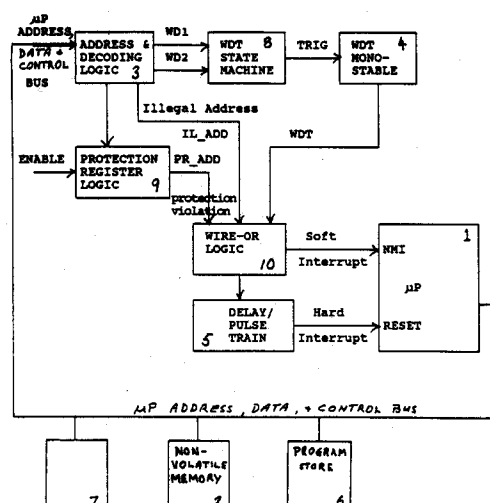 µP
ADDRESS,
DATA +
CONTROL
BUS
ADDRESS &
DECODING
LOGIC 3
WD1
WD2
WDT 8
STATE
MACHINE
TRIG
WDT 4
MONO-
STABLE
Illegal Address
IL_ADD
WDT
ENABLE
PROTECTION
REGISTER
LOGIC 9
PR_ADD
protection
violation
WIRE-OR
LOGIC
10
Soft
Interrupt
NMI
1
µP
RESET
DELAY/
PULSE
5 TRAIN
Hard
Interrupt
µP ADDRESS, DATA, + CONTROL BUS
7
NON-
VOLATILE
MEMORY
PROGRAM
STORE
6